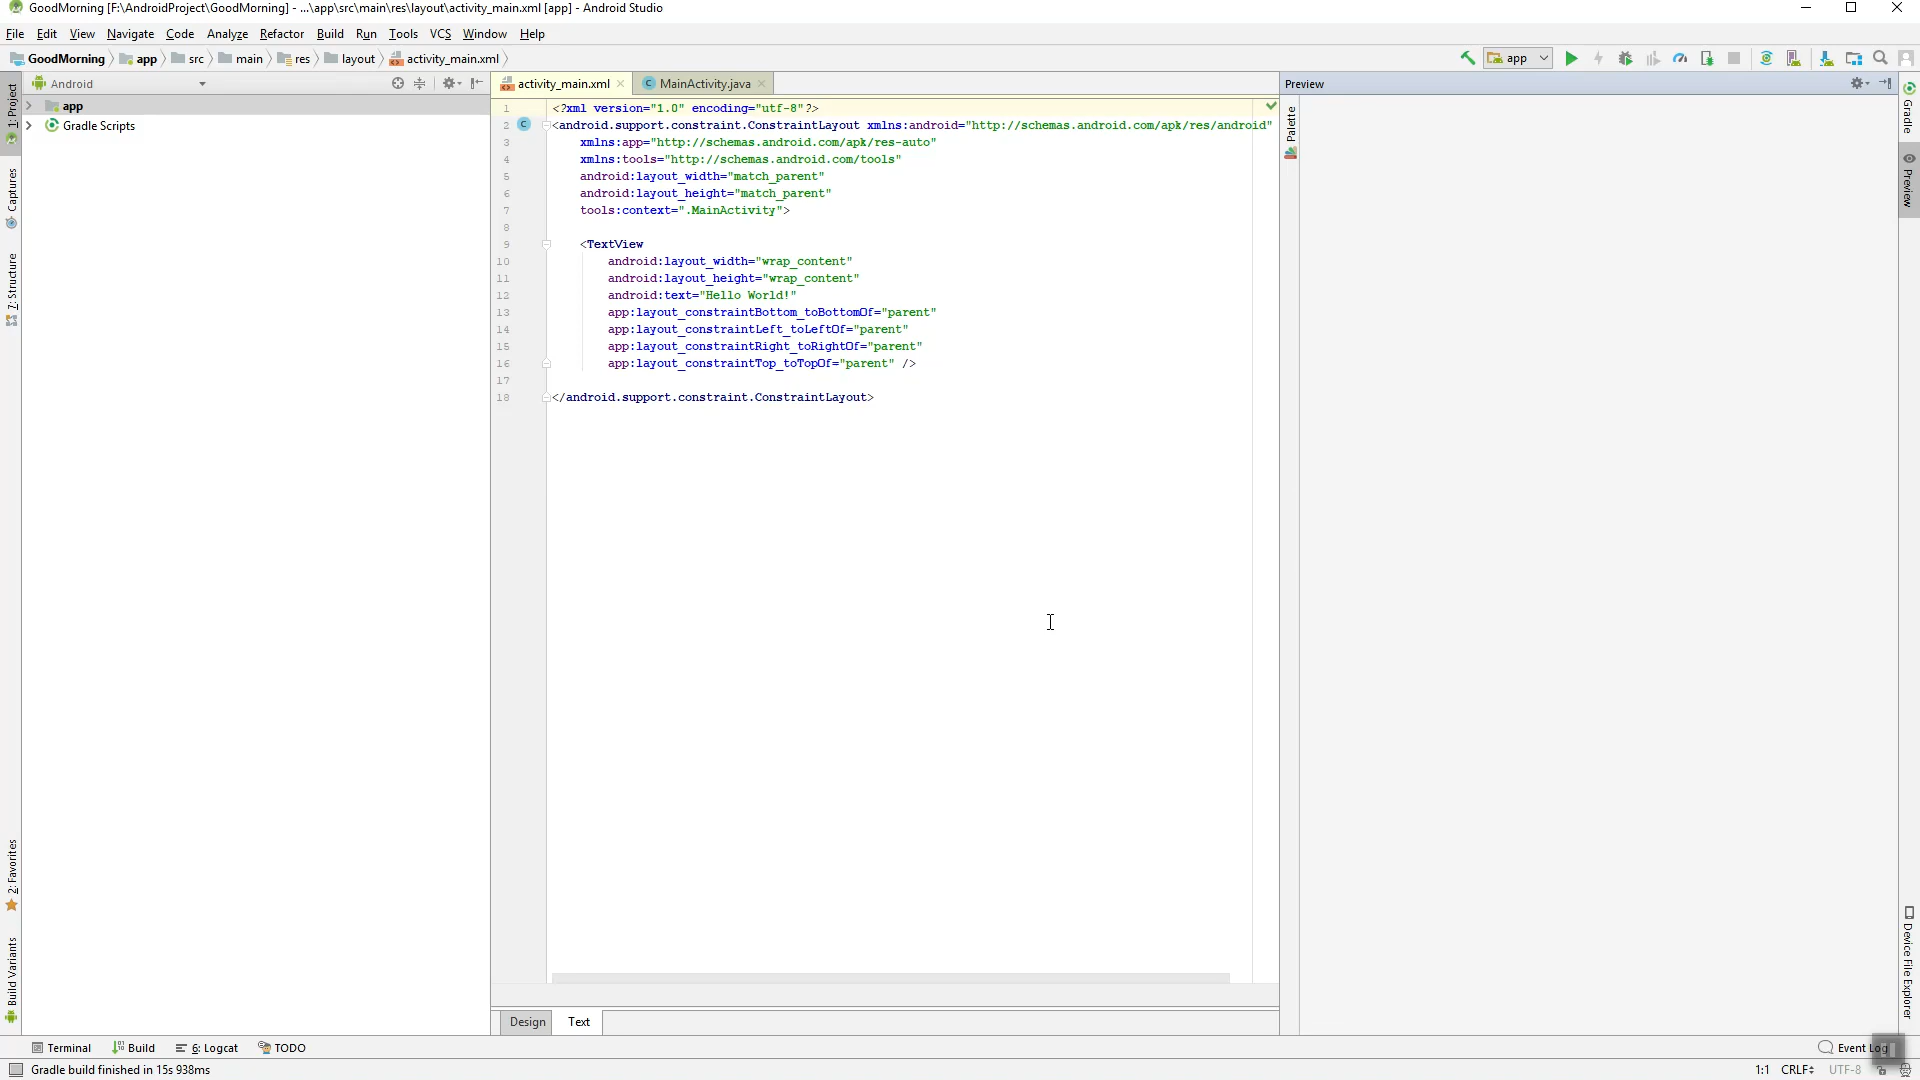 GoodMorning [F:\AndroidProject\GoodMorning] - ...\app\src\main\res\layout\activity_main.xml [app] - Android Studio
File Edit View Navigate Code Analyze Refactor Build Run Tools VCS Window Help
GoodMorning app src main res layout activity_main.xml
app
Android
activity_main.xml
MainActivity.java
Preview
app
Gradle Scripts
1: Project
Captures
7: Structure
2: Favorites
Build Variants
1 <?xml version="1.0" encoding="utf-8"?>
2 <android.support.constraint.ConstraintLayout xmlns:android="http://schemas.android.com/apk/res/android"
3 xmlns:app="http://schemas.android.com/apk/res-auto"
4 xmlns:tools="http://schemas.android.com/tools"
5 android:layout_width="match_parent"
6 android:layout_height="match_parent"
7 tools:context=".MainActivity">
8
9 <TextView
10 android:layout_width="wrap_content"
11 android:layout_height="wrap_content"
12 android:text="Hello World!"
13 app:layout_constraintBottom_toBottomOf="parent"
14 app:layout_constraintLeft_toLeftOf="parent"
15 app:layout_constraintRight_toRightOf="parent"
16 app:layout_constraintTop_toTopOf="parent" />
17
18 </android.support.constraint.ConstraintLayout>
Palette
Gradle
Preview
Device File Explorer
Design Text
Terminal Build 6: Logcat TODO
Event Log
Gradle build finished in 15s 938ms
1:1 CRLF UTF-8